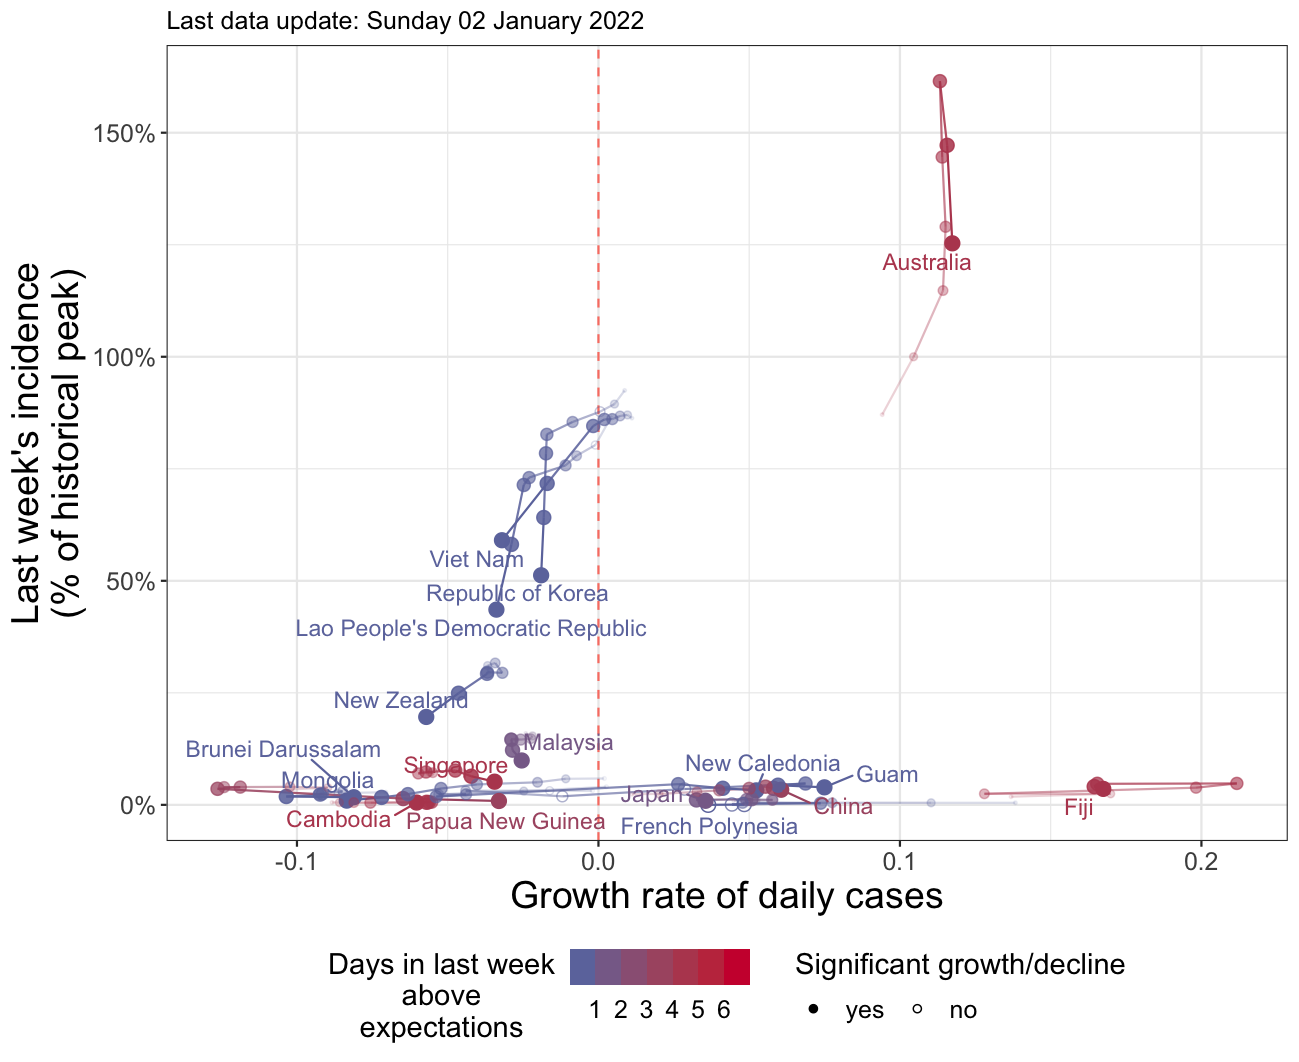 Last data update: Sunday 02 January 2022
Last week's incidence
(% of historical peak)
150%
100%
50%
0%
Australia
Viet Nam
Republic of Korea
Lao People's Democratic Republic
New Zealand
Brunei Darussalam
Malaysia
Mongolia
Singapore
New Caledonia
Guam
Japan
China
Fiji
Cambodia
Papua New Guinea
French Polynesia
-0.1
0.0
0.1
0.2
Growth rate of daily cases
Days in last week
above
expectations
1 2 3 4 5 6
Significant growth/decline
yes no